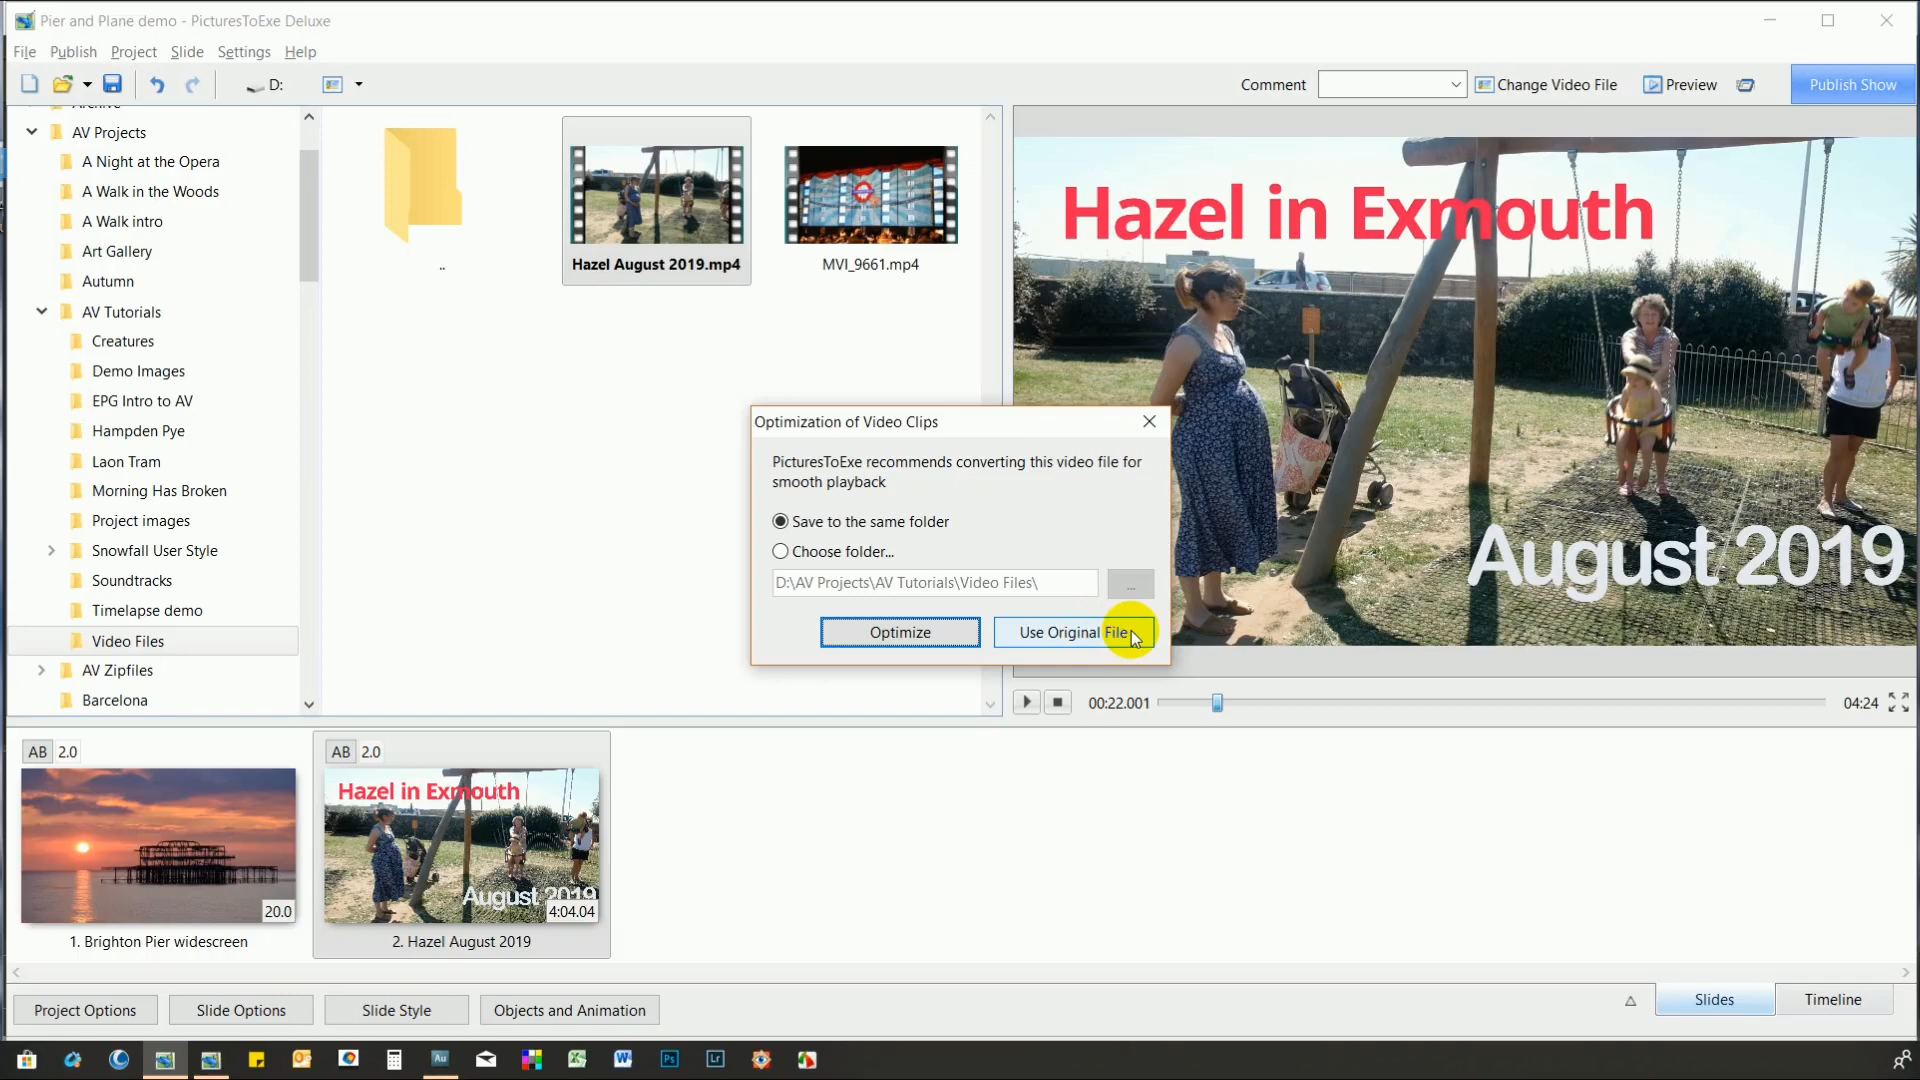 Pier and Plane demo - PicturesToExe Deluxe
File Publish Project Slide Settings Help
D:
Comment
Change Video File
Preview
Publish Show
Archive
AV Projects
A Night at the Opera
A Walk in the Woods
A Walk intro
Art Gallery
Autumn
AV Tutorials
Creatures
Demo Images
EPG Intro to AV
Hampden Pye
Laon Tram
Morning Has Broken
Project images
Snowfall User Style
Soundtracks
Timelapse demo
Video Files
AV Zipfiles
Barcelona
..
Hazel August 2019.mp4
MVI_9661.mp4
Hazel in Exmouth
August 2019
Optimization of Video Clips
PicturesToExe recommends converting this video file for
smooth playback
Save to the same folder
Choose folder...
D:\AV Projects\AV Tutorials\Video Files\
...
Optimize
Use Original File
00:22.001
04:24
AB 2.0
20.0
1. Brighton Pier widescreen
AB 2.0
Hazel in Exmouth
August 2019
4:04.04
2. Hazel August 2019
Project Options
Slide Options
Slide Style
Objects and Animation
Slides
Timeline
Au
Ps
Lr